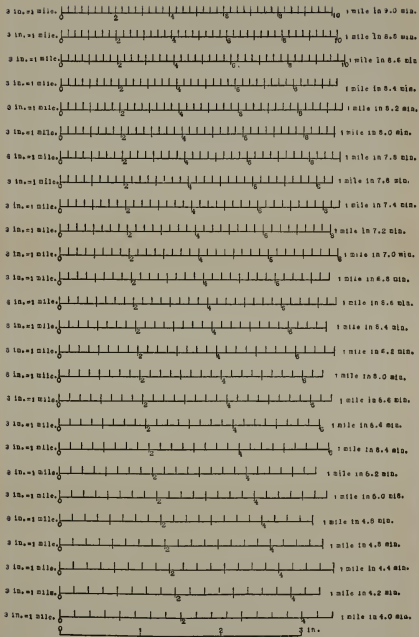 3 in.=1 mile. 1 mile in 9.0 min.
0 2 4 6 8 10
3 in.=1 mile. 1 mile in 8.8 min.
0 2 4 6 8 10
3 in.=1 mile. 1 mile in 8.6 min
0 2 4 6 8 10
3 in.=1 mile. 1 mile in 8.4 min.
0 2 4 6 8
3 in.=1 mile. 1 mile in 8.2 min.
0 2 4 6 8
3 in.=1 mile. 1 mile in 8.0 min.
0 2 4 6 8
3 in.=1 mile. 1 mile in 7.8 min.
0 2 4 6 8
3 in.=1 mile. 1 mile in 7.6 min.
0 2 4 6 8
3 in.=1 mile. 1 mile in 7.4 min.
0 2 4 6 8
3 in.=1 mile. 1 mile in 7.2 min.
0 2 4 6 8
3 in.=1 mile. 1 mile in 7.0 min.
0 2 4 6 8
3 in.=1 mile. 1 mile in 6.8 min.
0 2 4 6
3 in.=1 mile. 1 mile in 6.6 min.
0 2 4 6
3 in.=1 mile. 1 mile in 6.4 min.
0 2 4 6
3 in.=1 mile. 1 mile in 6.2 min.
0 2 4 6
3 in.=1 mile. 1 mile in 6.0 min.
0 2 4 6
3 in.=1 mile. 1 mile in min.
0 2 4 6
3 in.=1 mile. 1 mile in min.
0 2 4 6
3 in.=1 mile. 1 mile in 5.4 min.
0 2 4 6
3 in.=1 mile. 1 mile in 5.2 min.
0 2 4
3 in.=1 mile. 1 mile in 5.0 min.
0 2 4
3 in.=1 mile. 1 mile in min.
0 2 4
3 in.=1 mile. 1 mile in min.
0 2 4
3 in.=1 mile. 1 mile in 4.4 min.
0 2 4
3 in.=1 mile. 1 mile in 4.2 min.
0 2 4
3 in.=1 mile. 1 mile in 4.0 min.
0 2 4
0 1 2 3 in.